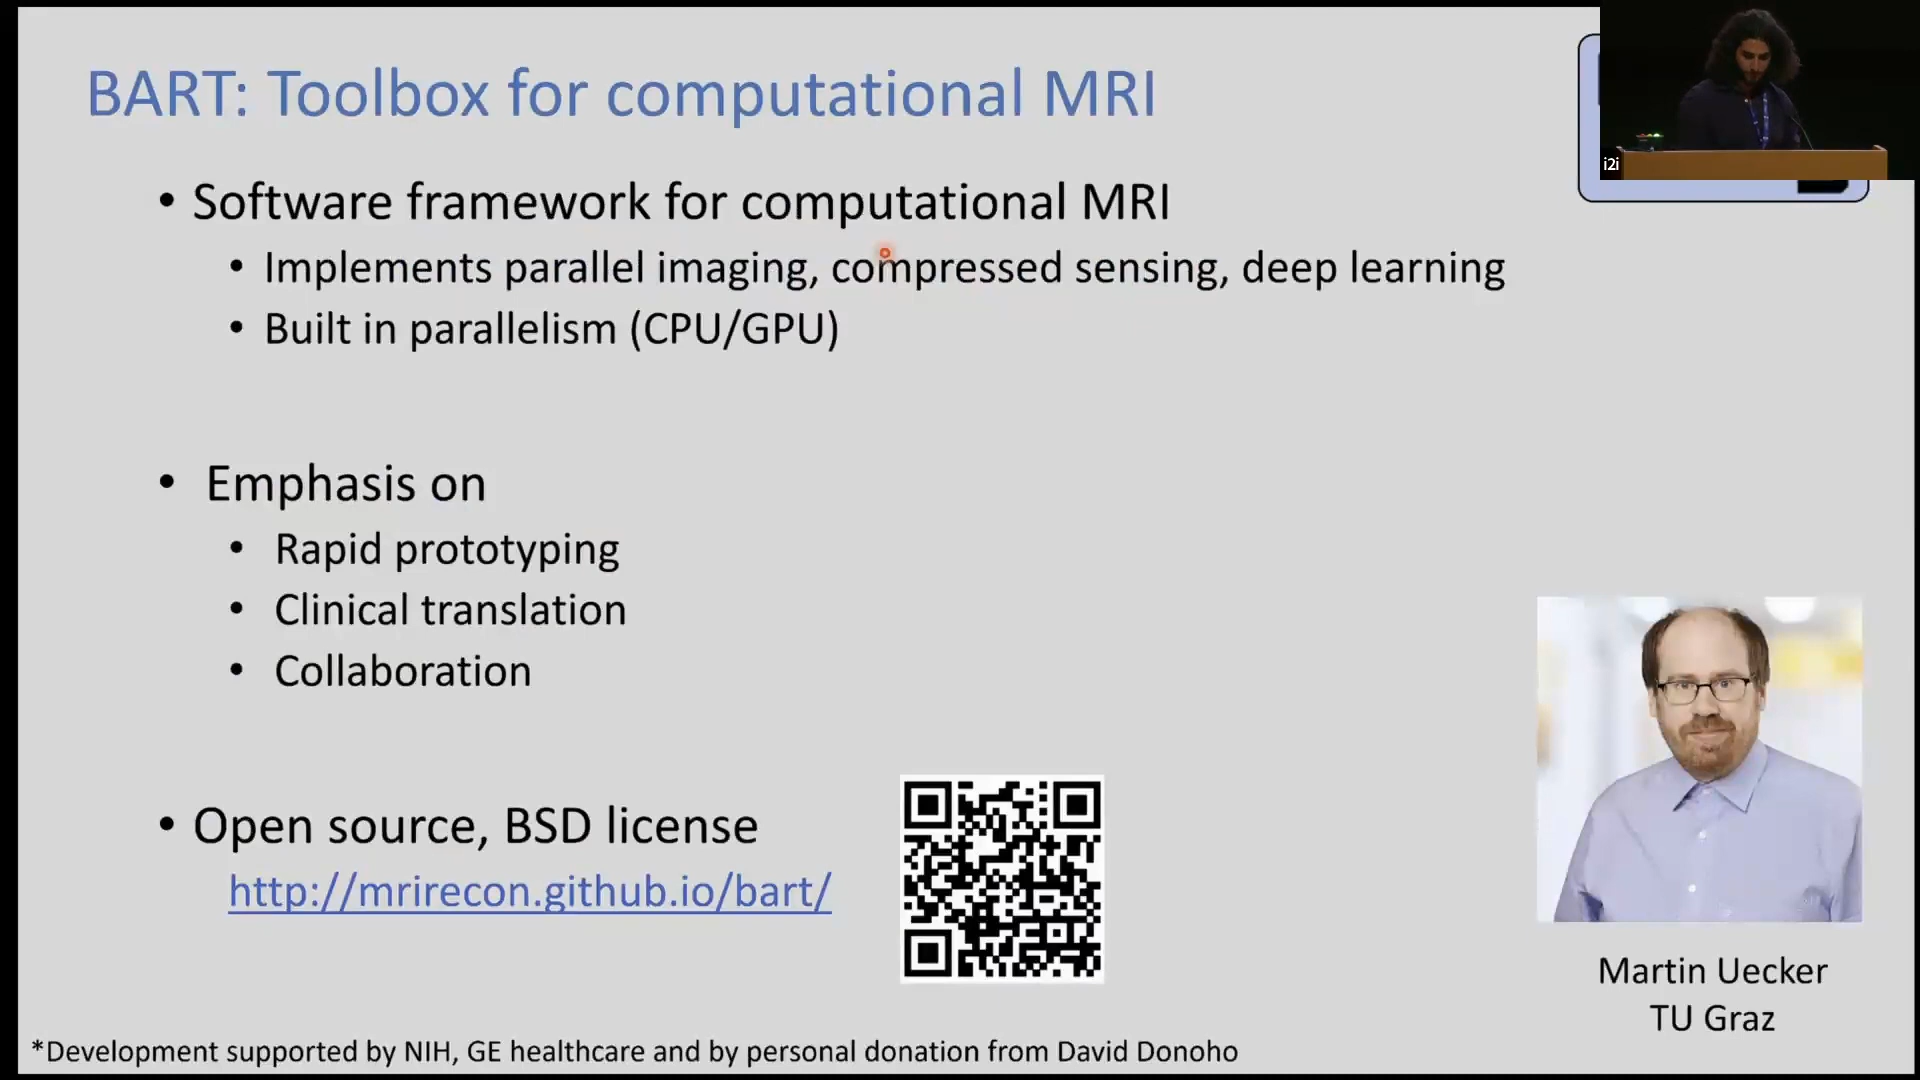 BART: Toolbox for computational MRI
i2i
• Software framework for computational MRI
• Implements parallel imaging, compressed sensing, deep learning
• Built in parallelism (CPU/GPU)
• Emphasis on
• Rapid prototyping
• Clinical translation
• Collaboration
• Open source, BSD license
http://mrirecon.github.io/bart/
Martin Uecker
TU Graz
*Development supported by NIH, GE healthcare and by personal donation from David Donoho